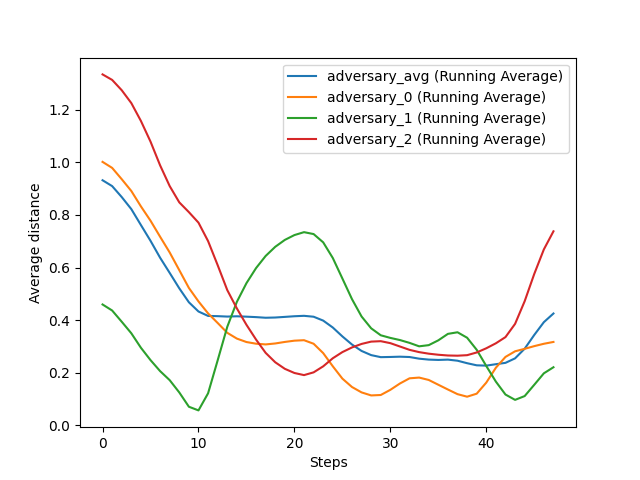 adversary_avg (Running Average)
adversary_0 (Running Average)
adversary_1 (Running Average)
adversary_2 (Running Average)
1.2
1.0
0.8
0.6
0.4
0.2
0.0
Average distance
0 10 20 30 40
Steps